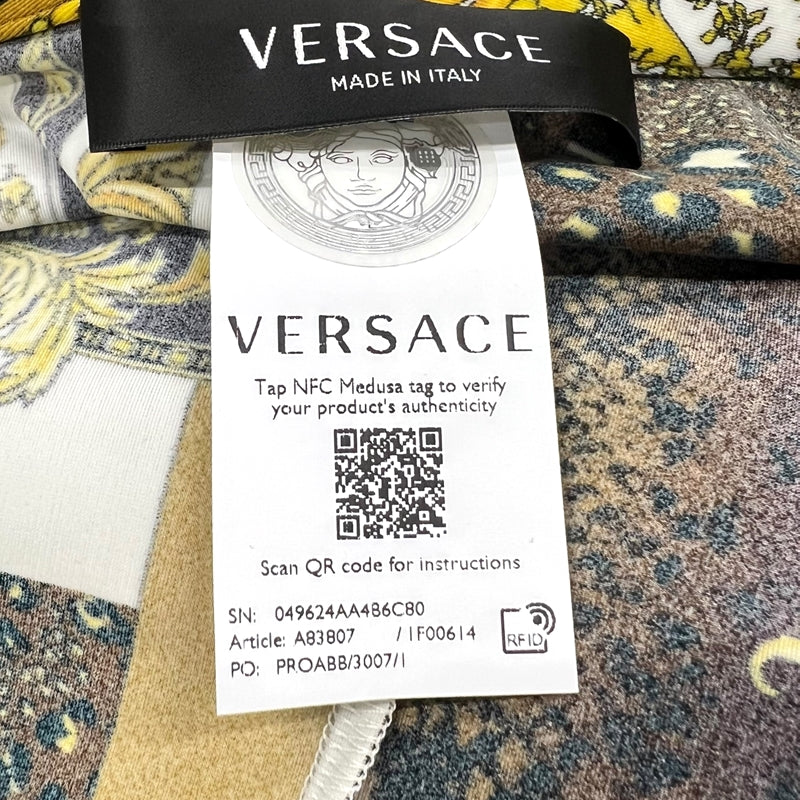 VERSACE
MADE IN ITALY
VERSACE
Tap NFC Medusa tag to verify
your product's authenticity
Scan QR code for instructions
SN: 049624AA486C80
Article: A83807 / 1F00614
RFID
PO: PROABB/3007/1